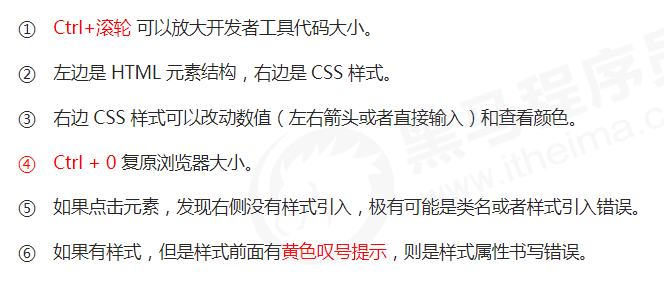 ① Ctrl+滚轮 可以放大开发者工具代码大小。
② 左边是 HTML 元素结构，右边是 CSS 样式。
③ 右边 CSS 样式可以改动数值（左右箭头或者直接输入）和查看颜色。
④ Ctrl + 0 复原浏览器大小。
⑤ 如果点击元素，发现右侧没有样式引入，极有可能是类名或者样式引入错误。
⑥ 如果有样式，但是样式前面有黄色叹号提示，则是样式属性书写错误。
黑马程序员
www.itheima.c